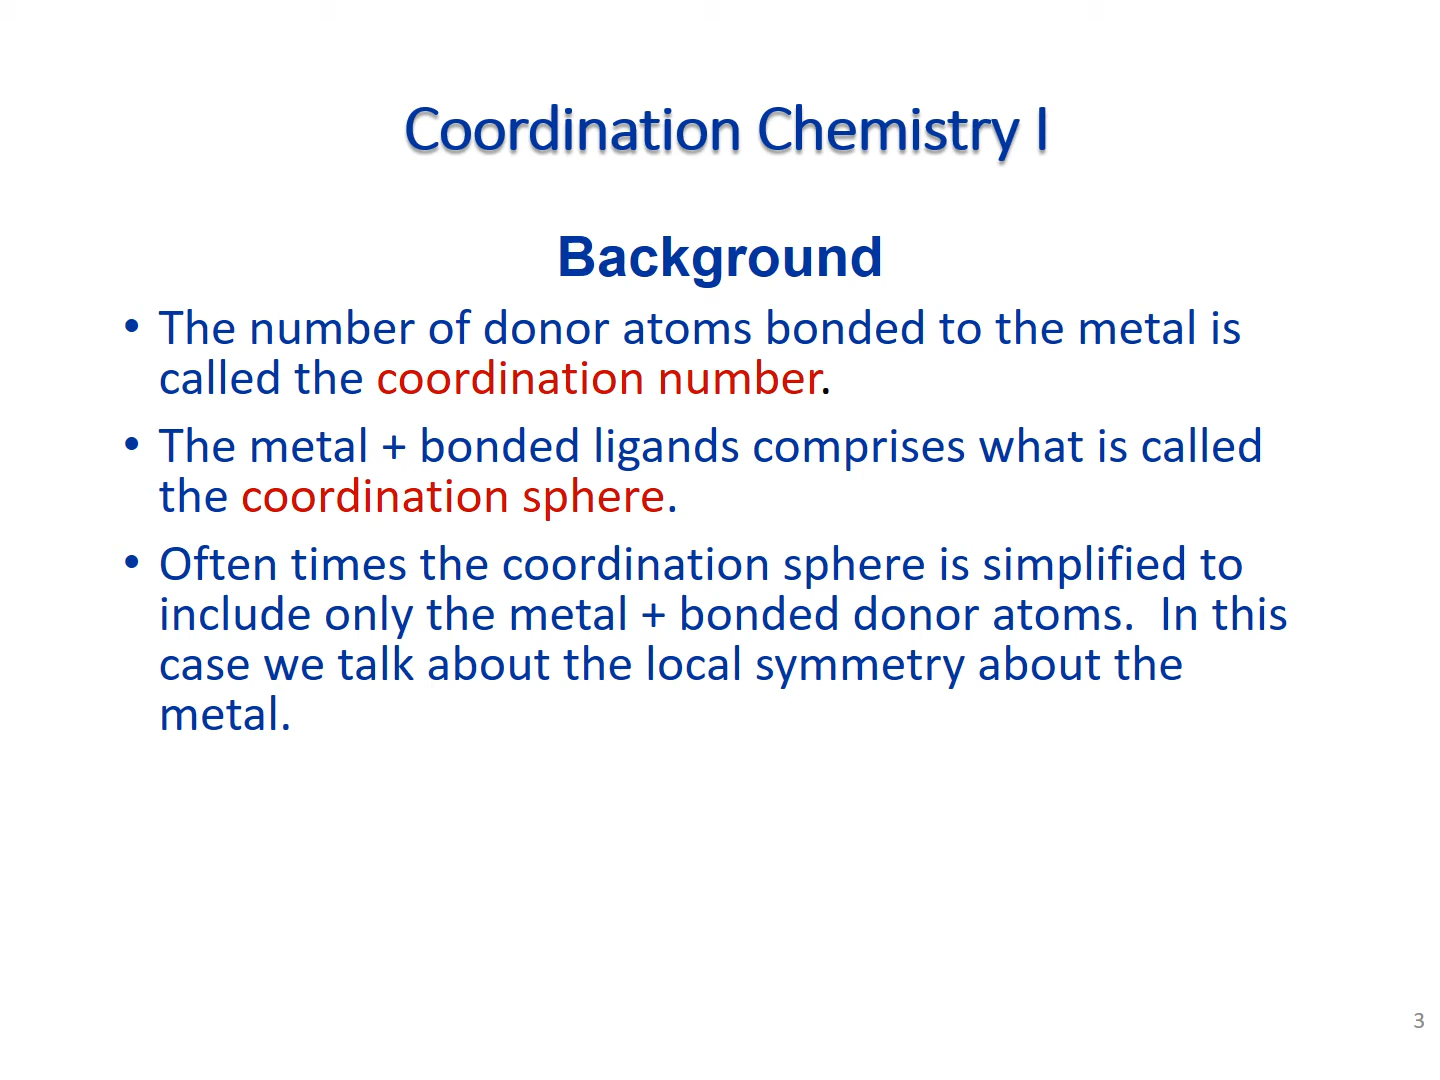 Coordination Chemistry I
Background
• The number of donor atoms bonded to the metal is
called the coordination number.
• The metal + bonded ligands comprises what is called
the coordination sphere.
• Often times the coordination sphere is simplified to
include only the metal + bonded donor atoms.  In this
case we talk about the local symmetry about the
metal.
3